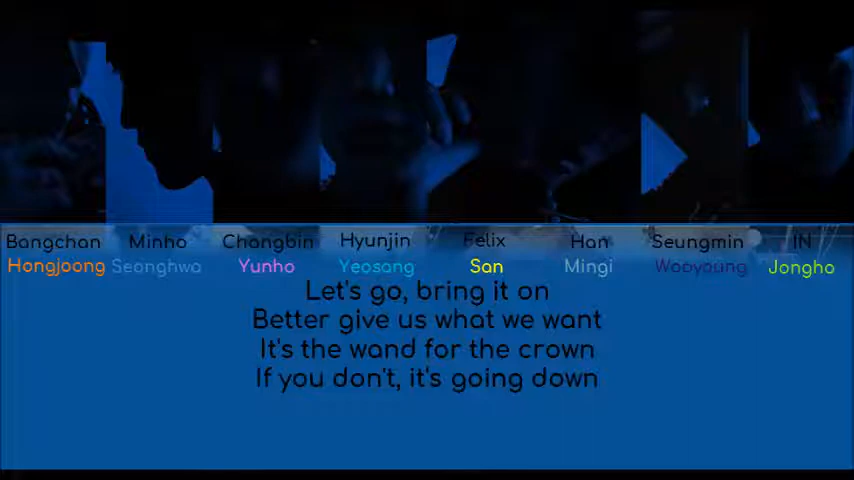 Bangchan Minho Changbin Hyunjin Felix Han Seungmin IN
Hongjoong Seonghwa Yunho Yeosang San Mingi Wooyoung Jongho
Let's go, bring it on
Better give us what we want
It's the wand for the crown
If you don't, it's going down